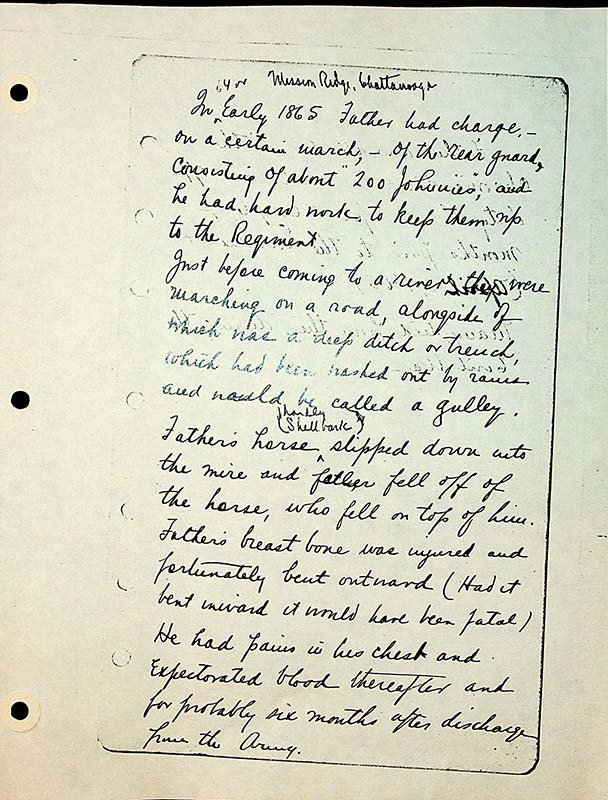 64 or Mission Ridge, Chattanooga
In Early 1865 Father had charge, –
on a certain march, – of the rear guard,
consisting of about "200 Johnnies", and
he had hard work to keep them up
to the Regiment
Just before coming to a river they were
marching on a road, alongside of
which was a deep ditch or trench,
which had been washed out by rains
and would be called a gulley.
(Shellbark)
Father's horse slipped down into
the mire and father fell off of
the horse, who fell on top of him.
Father's breast bone was injured and
fortunately bent outward (Had it
bent inward it would have been fatal)
He had pains in his chest and
Expectorated blood thereafter and
for probably six months after discharge
from the Army.